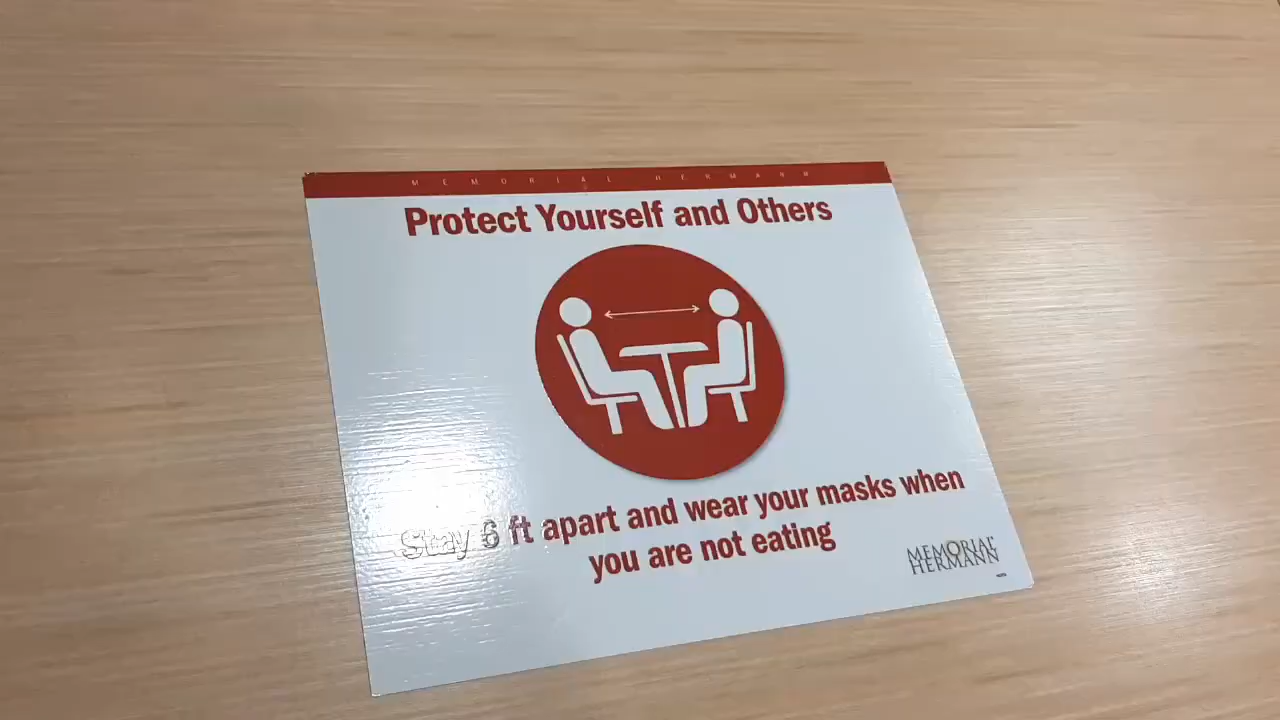 MEMORIAL HERMANN
Protect Yourself and Others
Stay 6 ft apart and wear your masks when
you are not eating
MEMORIAL
HERMANN